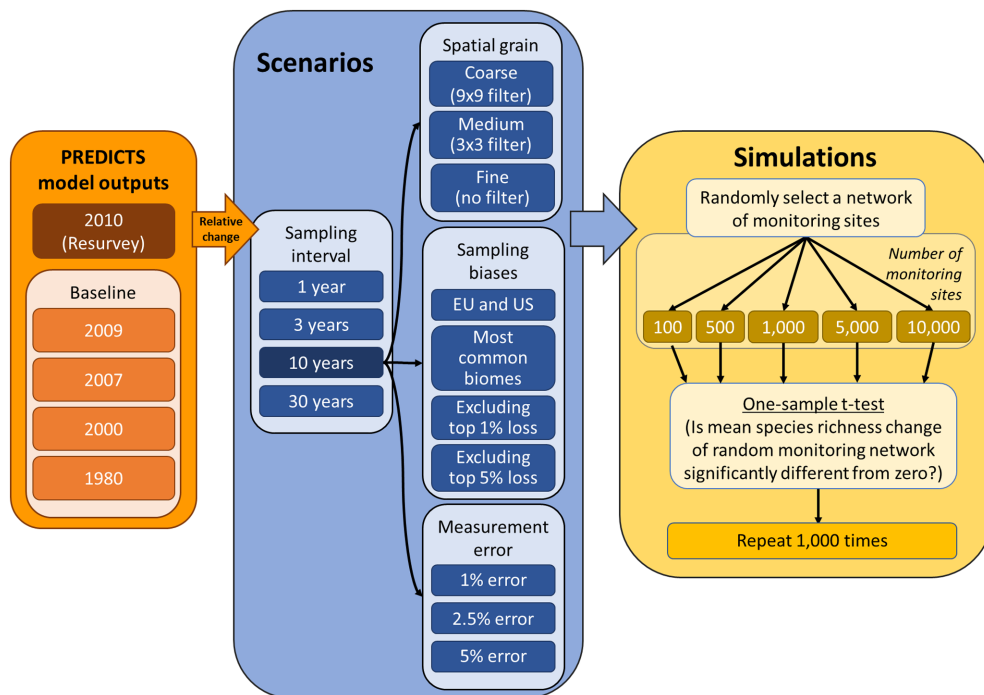 PREDICTS
model outputs
2010
(Resurvey)
Baseline
2009
2007
2000
1980
Relative
change
Scenarios
Sampling
interval
1 year
3 years
10 years
30 years
Spatial grain
Coarse
(9x9 filter)
Medium
(3x3 filter)
Fine
(no filter)
Sampling
biases
EU and US
Most
common
biomes
Excluding
top 1% loss
Excluding
top 5% loss
Measurement
error
1% error
2.5% error
5% error
Simulations
Randomly select a network
of monitoring sites
Number of
monitoring
sites
100
500
1,000
5,000
10,000
One-sample t-test
(Is mean species richness change
of random monitoring network
significantly different from zero?)
Repeat 1,000 times